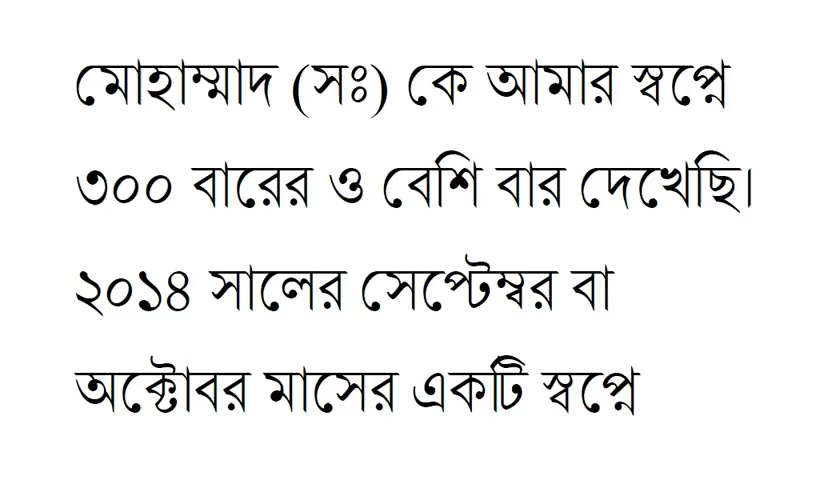 মোহাম্মাদ (সঃ) কে আমার স্বপ্নে
৩০০ বারের ও বেশি বার দেখেছি।
২০১৪ সালের সেপ্টেম্বর বা
অক্টোবর মাসের একটি স্বপ্নে